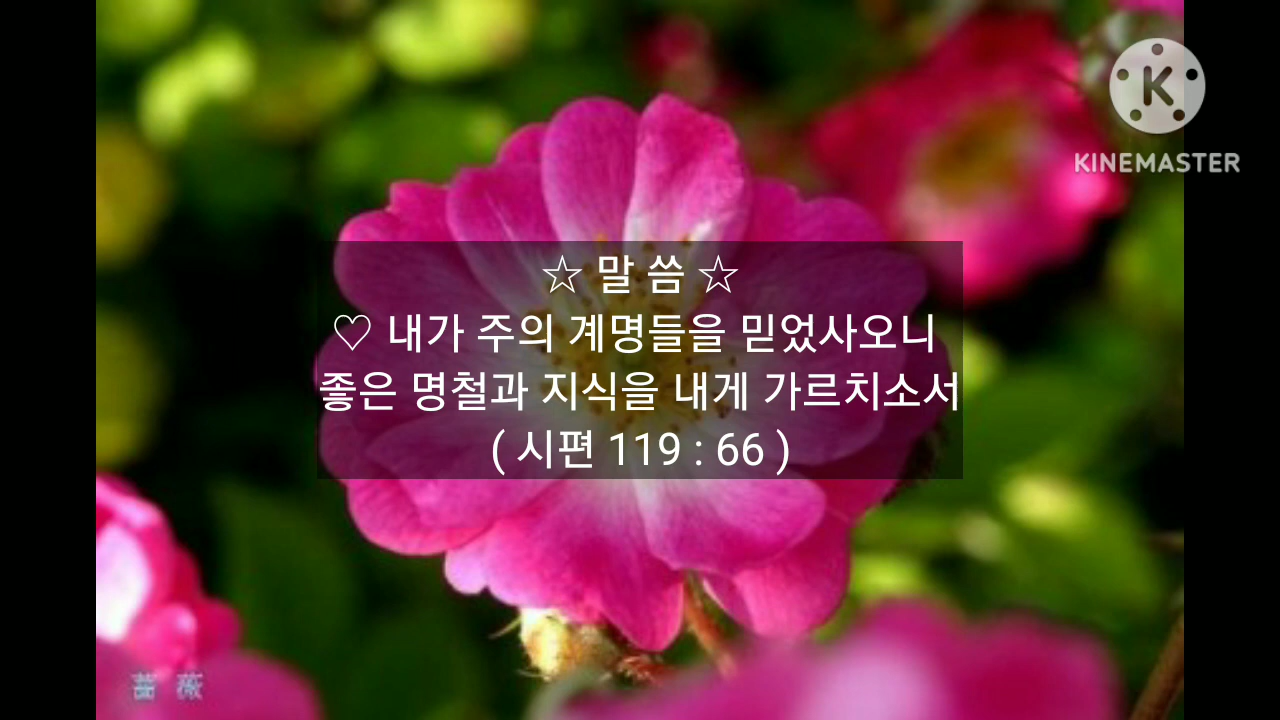 KINEMASTER
☆ 말 씀 ☆
♡ 내가 주의 계명들을 믿었사오니
좋은 명철과 지식을 내게 가르치소서
( 시편 119 : 66 )
薔 薇